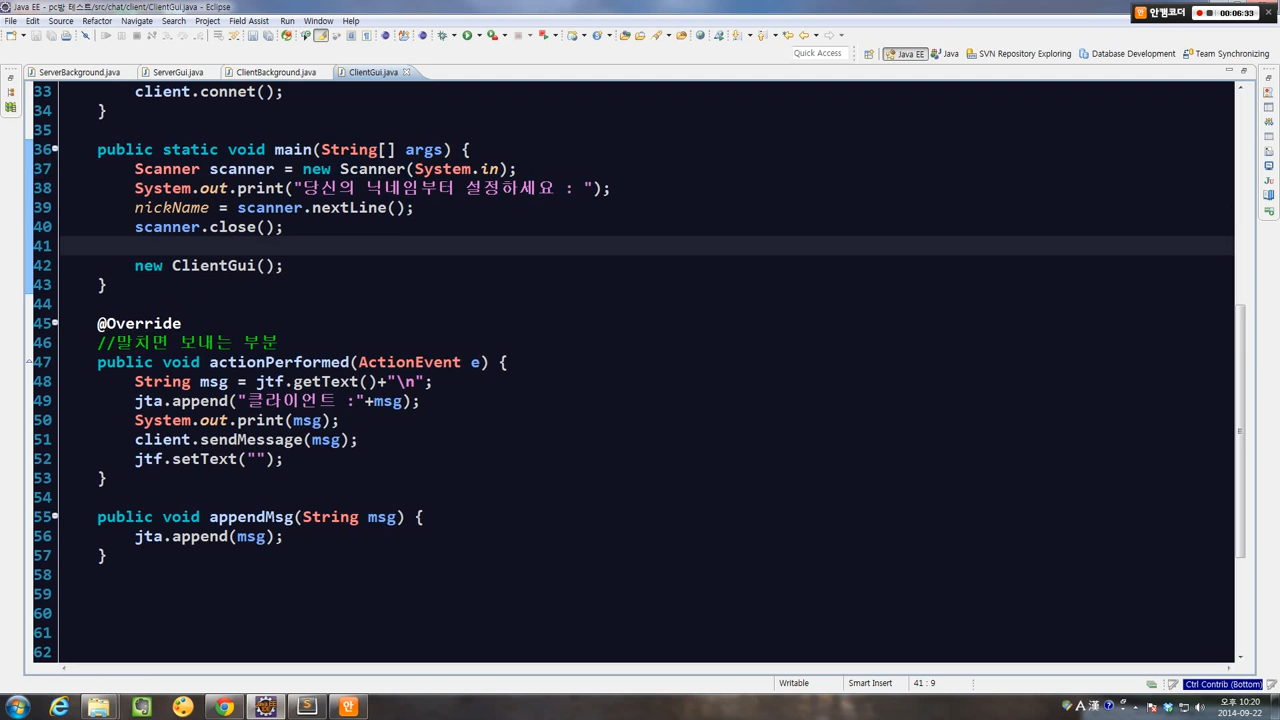 Java EE - pc방 테스트/src/chat/client/ClientGui.java - Eclipse
안캠코더 00:06:33
File Edit Source Refactor Navigate Search Project Field Assist Run Window Help
Quick Access Java EE Java SVN Repository Exploring Database Development Team Synchronizing
ServerBackground.java ServerGui.java ClientBackground.java ClientGui.java
33 client.connet();
34 }
35
36 public static void main(String[] args) {
37 Scanner scanner = new Scanner(System.in);
38 System.out.print("당신의 닉네임부터 설정하세요 : ");
39 nickName = scanner.nextLine();
40 scanner.close();
41
42 new ClientGui();
43 }
44
45 @Override
46 //말치면 보내는 부분
47 public void actionPerformed(ActionEvent e) {
48 String msg = jtf.getText()+"\n";
49 jta.append("클라이언트 :"+msg);
50 System.out.print(msg);
51 client.sendMessage(msg);
52 jtf.setText("");
53 }
54
55 public void appendMsg(String msg) {
56 jta.append(msg);
57 }
58
59
60
61
62
Writable Smart Insert 41 : 9 Ctrl Contrib (Bottom)
안 A 漢 오후 10:20
2014-09-22